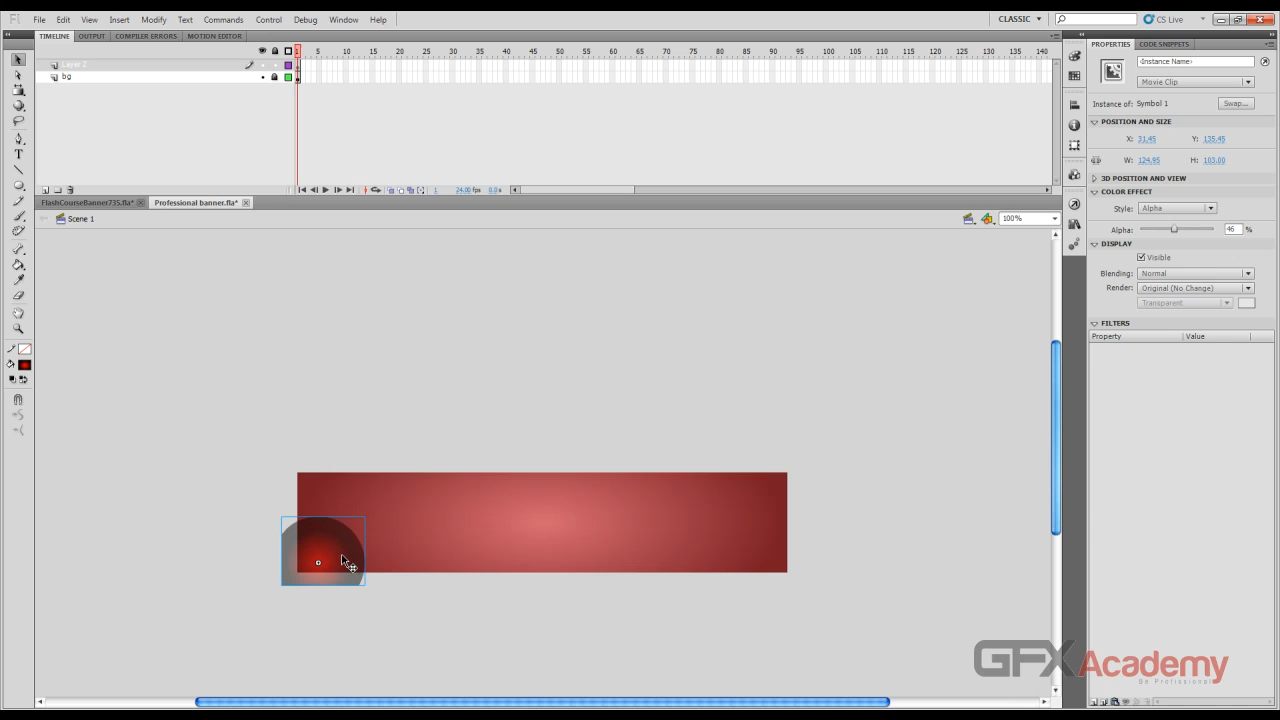 Fl File Edit View Insert Modify Text Commands Control Debug Window Help CLASSIC CS Live
TIMELINE OUTPUT COMPILER ERRORS MOTION EDITOR
1 5 10 15 20 25 30 35 40 45 50 55 60 65 70 75 80 85 90 95 100 105 110 115 120 125 130 135 140
Layer 2
bg
1 24.00 fps 0.0 s
FlashCourseBanner735.fla* Professional banner.fla*
Scene 1 100%
PROPERTIES CODE SNIPPETS
<Instance Name>
Movie Clip
Instance of: Symbol 1 Swap...
POSITION AND SIZE
X: 31.45 Y: 135.45
W: 124.95 H: 103.00
3D POSITION AND VIEW
COLOR EFFECT
Style: Alpha
Alpha: 46 %
DISPLAY
Visible
Blending: Normal
Render: Original (No Change)
Transparent
FILTERS
Property Value
GFXAcademy
Be Professional